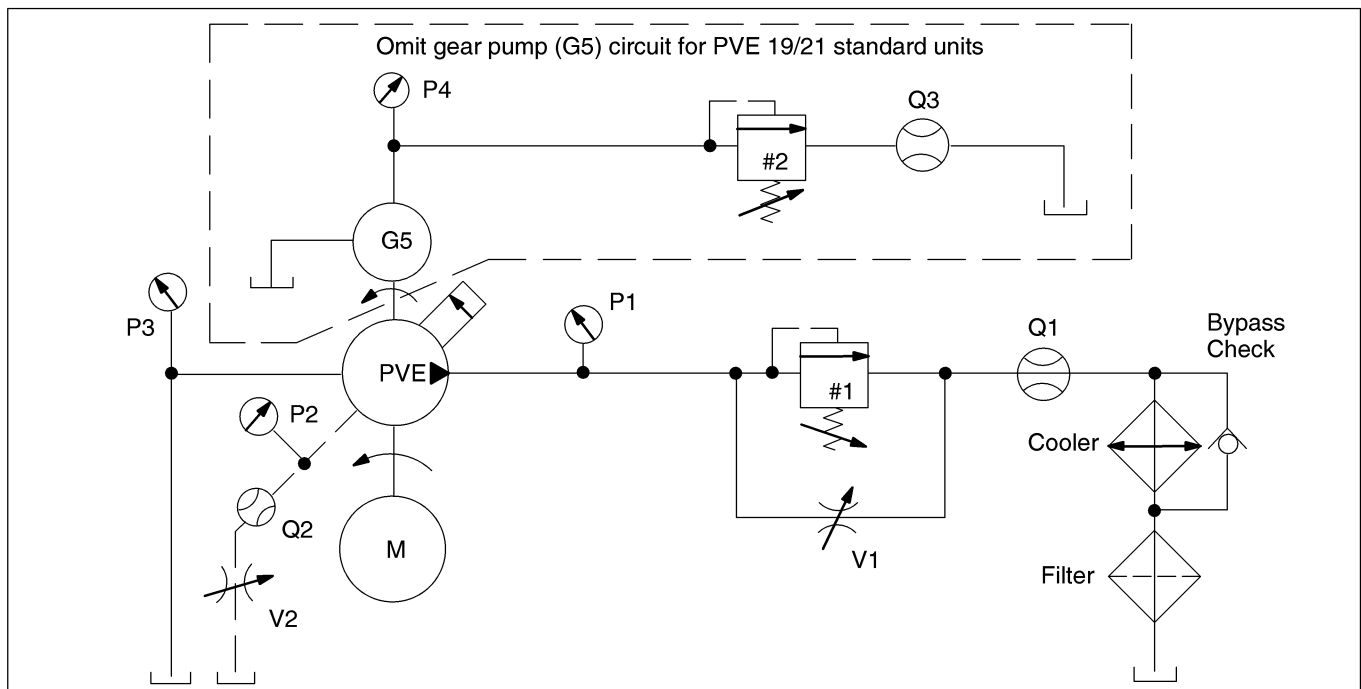 Omit gear pump (G5) circuit for PVE 19/21 standard units
P4
Q3
#2
G5
P3
P1
Q1
Bypass
Check
PVE
#1
P2
Cooler
Q2
M
V1
Filter
V2